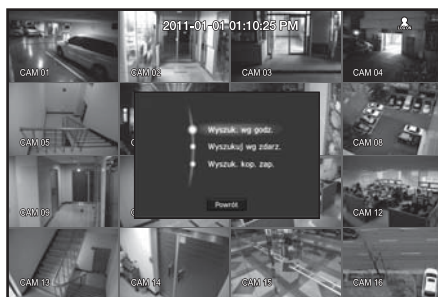 2011-01-01 01:10:25 PM
CAM 01
CAM 02
CAM 03
CAM 04
CAM 05
Wyszuk. wg godz.
Wyszukuj wg zdarz.
Wyszuk. kop. zap.
Powrót
CAM 08
CAM 09
CAM 12
CAM 13
CAM 14
CAM 15
CAM 16